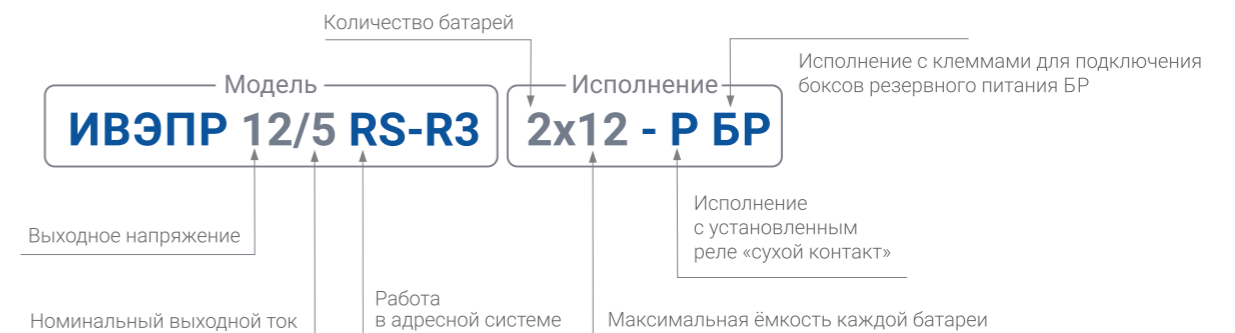 Количество батарей
Исполнение с клеммами для подключения
боксов резервного питания БР
Модель
Исполнение
ИВЭПР 12/5 RS-R3 2x12 - Р БР
Исполнение
с установленным
реле «сухой контакт»
Выходное напряжение
Работа
в адресной системе
Номинальный выходной ток
Максимальная ёмкость каждой батареи